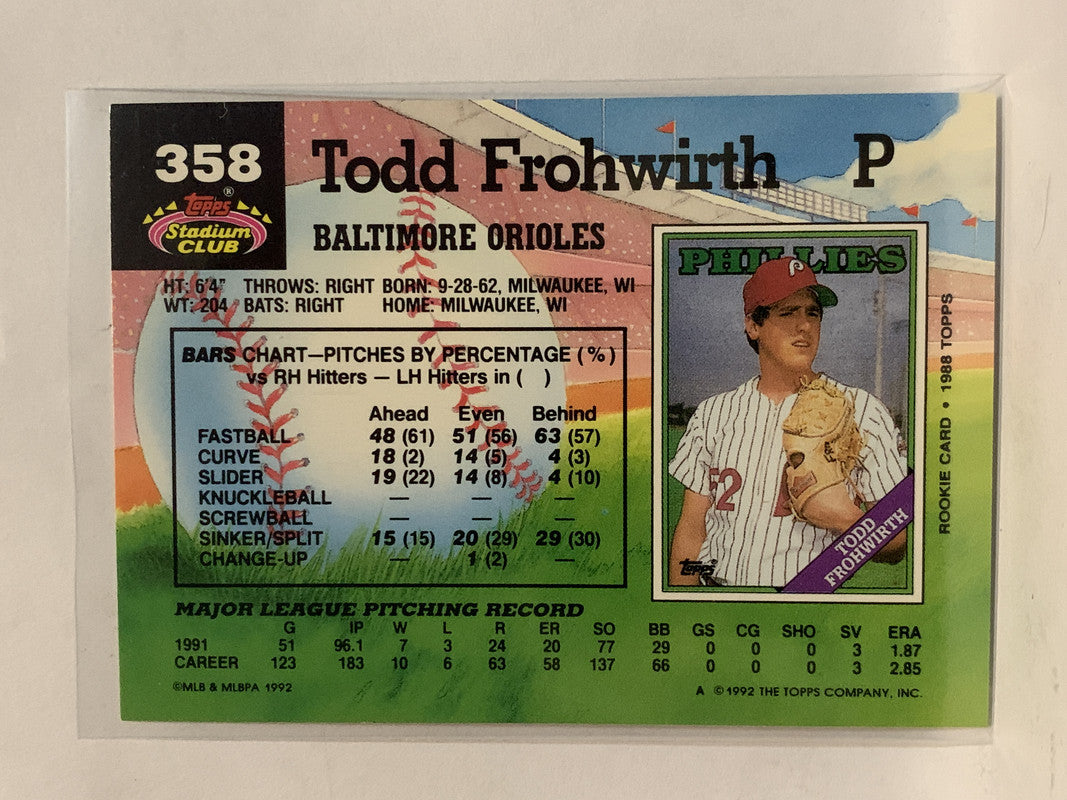 358
Topps®
Stadium
CLUB
Todd Frohwirth P
BALTIMORE ORIOLES
HT: 6'4" THROWS: RIGHT BORN: 9-28-62, MILWAUKEE, WI
WT: 204 BATS: RIGHT HOME: MILWAUKEE, WI
BARS CHART—PITCHES BY PERCENTAGE (%)
vs RH Hitters — LH Hitters in ( )
Ahead Even Behind
FASTBALL 48 (61) 51 (56) 63 (57)
CURVE 18 (2) 14 (5) 4 (3)
SLIDER 19 (22) 14 (8) 4 (10)
KNUCKLEBALL — — —
SCREWBALL — — —
SINKER/SPLIT 15 (15) 20 (29) 29 (30)
CHANGE-UP — 1 (2) —
PHILLIES
P
52
TODD
FROHWIRTH
Topps
ROOKIE CARD • 1988 TOPPS
MAJOR LEAGUE PITCHING RECORD
G IP W L R ER SO BB GS CG SHO SV ERA
1991 51 96.1 7 3 24 20 77 29 0 0 0 3 1.87
CAREER 123 183 10 6 63 58 137 66 0 0 0 3 2.85
©MLB & MLBPA 1992
A ©1992 THE TOPPS COMPANY, INC.